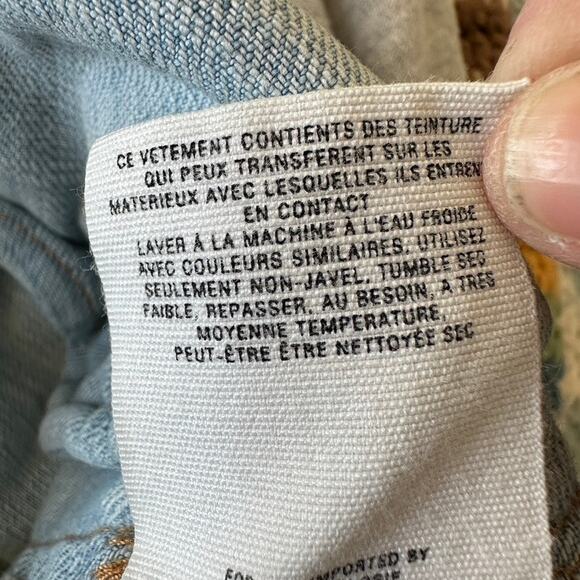 CE VETEMENT CONTIENTS DES TEINTURE
QUI PEUX TRANSFERENT SUR LES
MATERIEUX AVEC LESQUELLES ILS ENTRENT
EN CONTACT
LAVER À LA MACHINE À L'EAU FROIDE
AVEC COULEURS SIMILAIRES, UTILISEZ
SEULEMENT NON-JAVEL, TUMBLE SEC
FAIBLE, REPASSER, AU BESOIN, A TRES
MOYENNE TEMPERATURE,
PEUT-ÊTRE ÊTRE NETTOYÉE SEC
IMPORTED BY